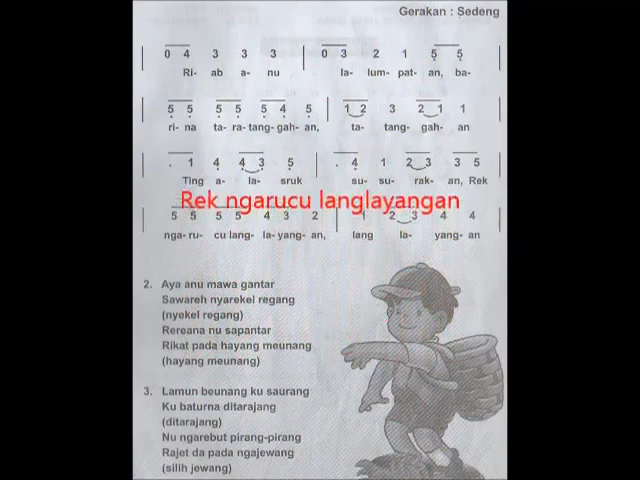 Gerakan : Sedeng
0 4 3 3 3 0 3 2 1 5 5
Ri- ab a- nu la- lum- pat- an, ba-
5 5 5 5 5 4 5 1 2 3 2 1 1
ri- na ta- ra- tang- gah- an, ta- tang- gah- an
. 1 4 4 3 5 . 4 1 2 3 3 5
Ting a- la- sruk su- su- rak- an, Rek
Rek ngarucu langlayangan
5 5 5 5 4 3 2 1 2 3 4 4
nga- ru- cu lang- la- yang- an, lang la- yang- an
2. Aya anu mawa gantar
Sawareh nyarekel regang
(nyekel regang)
Rereana nu sapantar
Rikat pada hayang meunang
(hayang meunang)
3. Lamun beunang ku saurang
Ku baturna ditarajang
(ditarajang)
Nu ngarebut pirang-pirang
Rajet da pada ngajewang
(silih jewang)